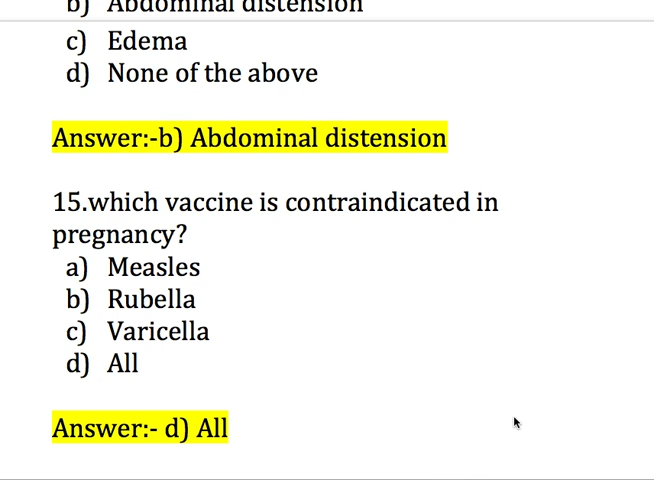 b) Abdominal distension
c) Edema
d) None of the above
Answer:-b) Abdominal distension
15.which vaccine is contraindicated in
pregnancy?
a) Measles
b) Rubella
c) Varicella
d) All
Answer:- d) All